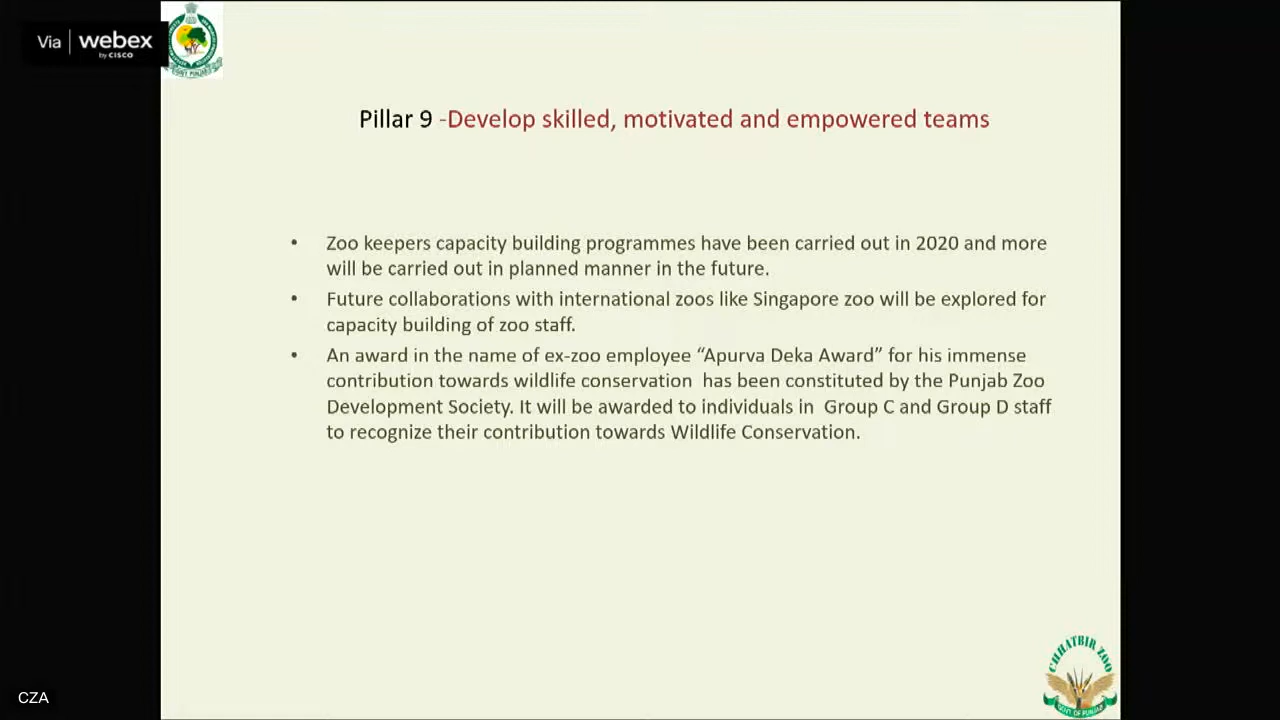 Via | webex
by CISCO
GOVT. PUNJAB
Pillar 9 -Develop skilled, motivated and empowered teams
• Zoo keepers capacity building programmes have been carried out in 2020 and more
will be carried out in planned manner in the future.
• Future collaborations with international zoos like Singapore zoo will be explored for
capacity building of zoo staff.
• An award in the name of ex-zoo employee “Apurva Deka Award” for his immense
contribution towards wildlife conservation  has been constituted by the Punjab Zoo
Development Society. It will be awarded to individuals in  Group C and Group D staff
to recognize their contribution towards Wildlife Conservation.
CHHATBIR ZOO
GOVT. OF PUNJAB
CZA